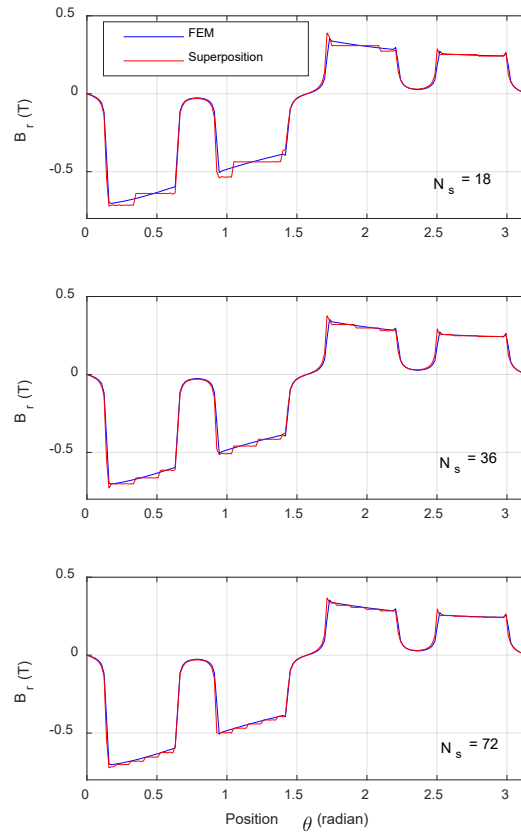 FEM
Superposition
0.5
0
-0.5
B r (T)
N s = 18
0 0.5 1 1.5 2 2.5 3
0.5
0
-0.5
B r (T)
N s = 36
0 0.5 1 1.5 2 2.5 3
0.5
0
-0.5
B r (T)
N s = 72
0 0.5 1 1.5 2 2.5 3
Position θ (radian)